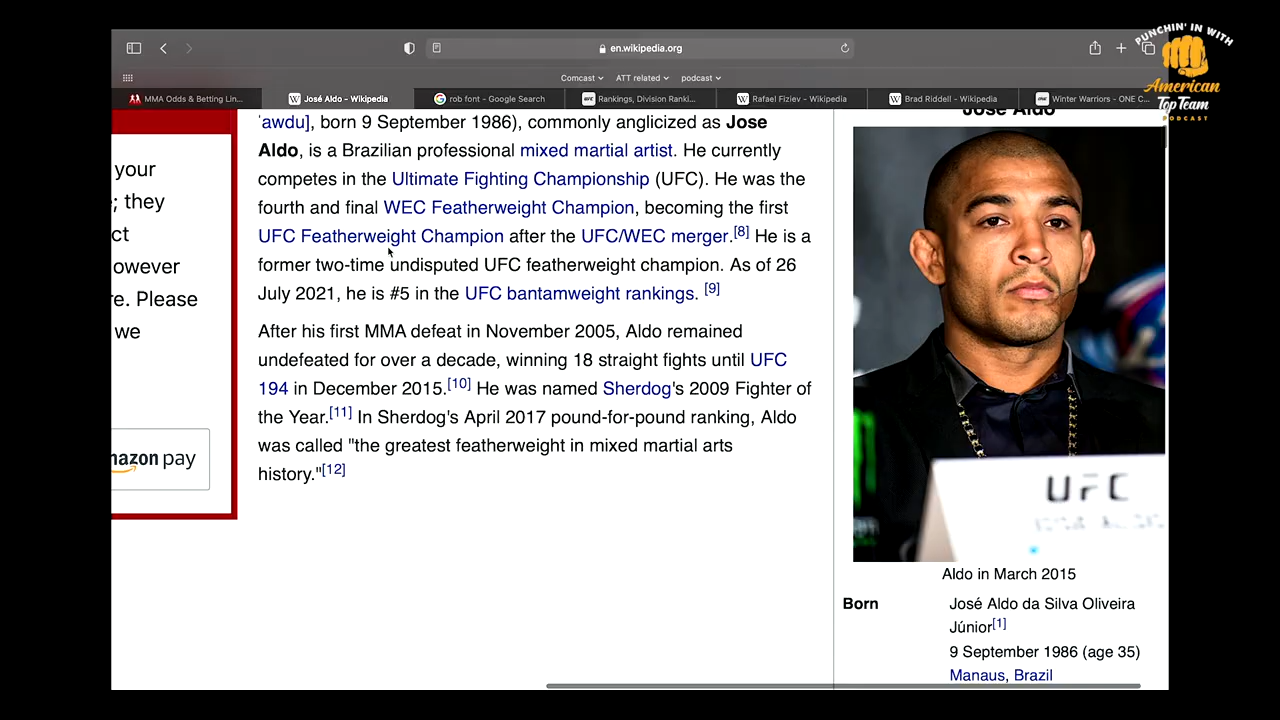 PUNCHIN' IN WITH
American
Top Team
PODCAST
en.wikipedia.org
Comcast
ATT related
podcast
MMA Odds & Betting Lin...
José Aldo – Wikipedia
rob font - Google Search
Rankings, Division Ranki...
Rafael Fiziev – Wikipedia
Brad Riddell – Wikipedia
Winter Warriors – ONE C...
your
; they
ct
owever
re. Please
we
mazon pay
ˈawdu], born 9 September 1986), commonly anglicized as Jose
Aldo, is a Brazilian professional mixed martial artist. He currently
competes in the Ultimate Fighting Championship (UFC). He was the
fourth and final WEC Featherweight Champion, becoming the first
UFC Featherweight Champion after the UFC/WEC merger.[8] He is a
former two-time undisputed UFC featherweight champion. As of 26
July 2021, he is #5 in the UFC bantamweight rankings. [9]
After his first MMA defeat in November 2005, Aldo remained
undefeated for over a decade, winning 18 straight fights until UFC
194 in December 2015.[10] He was named Sherdog's 2009 Fighter of
the Year.[11] In Sherdog's April 2017 pound-for-pound ranking, Aldo
was called "the greatest featherweight in mixed martial arts
history."[12]
José Aldo
UFC
Aldo in March 2015
Born
José Aldo da Silva Oliveira
Júnior[1]
9 September 1986 (age 35)
Manaus, Brazil